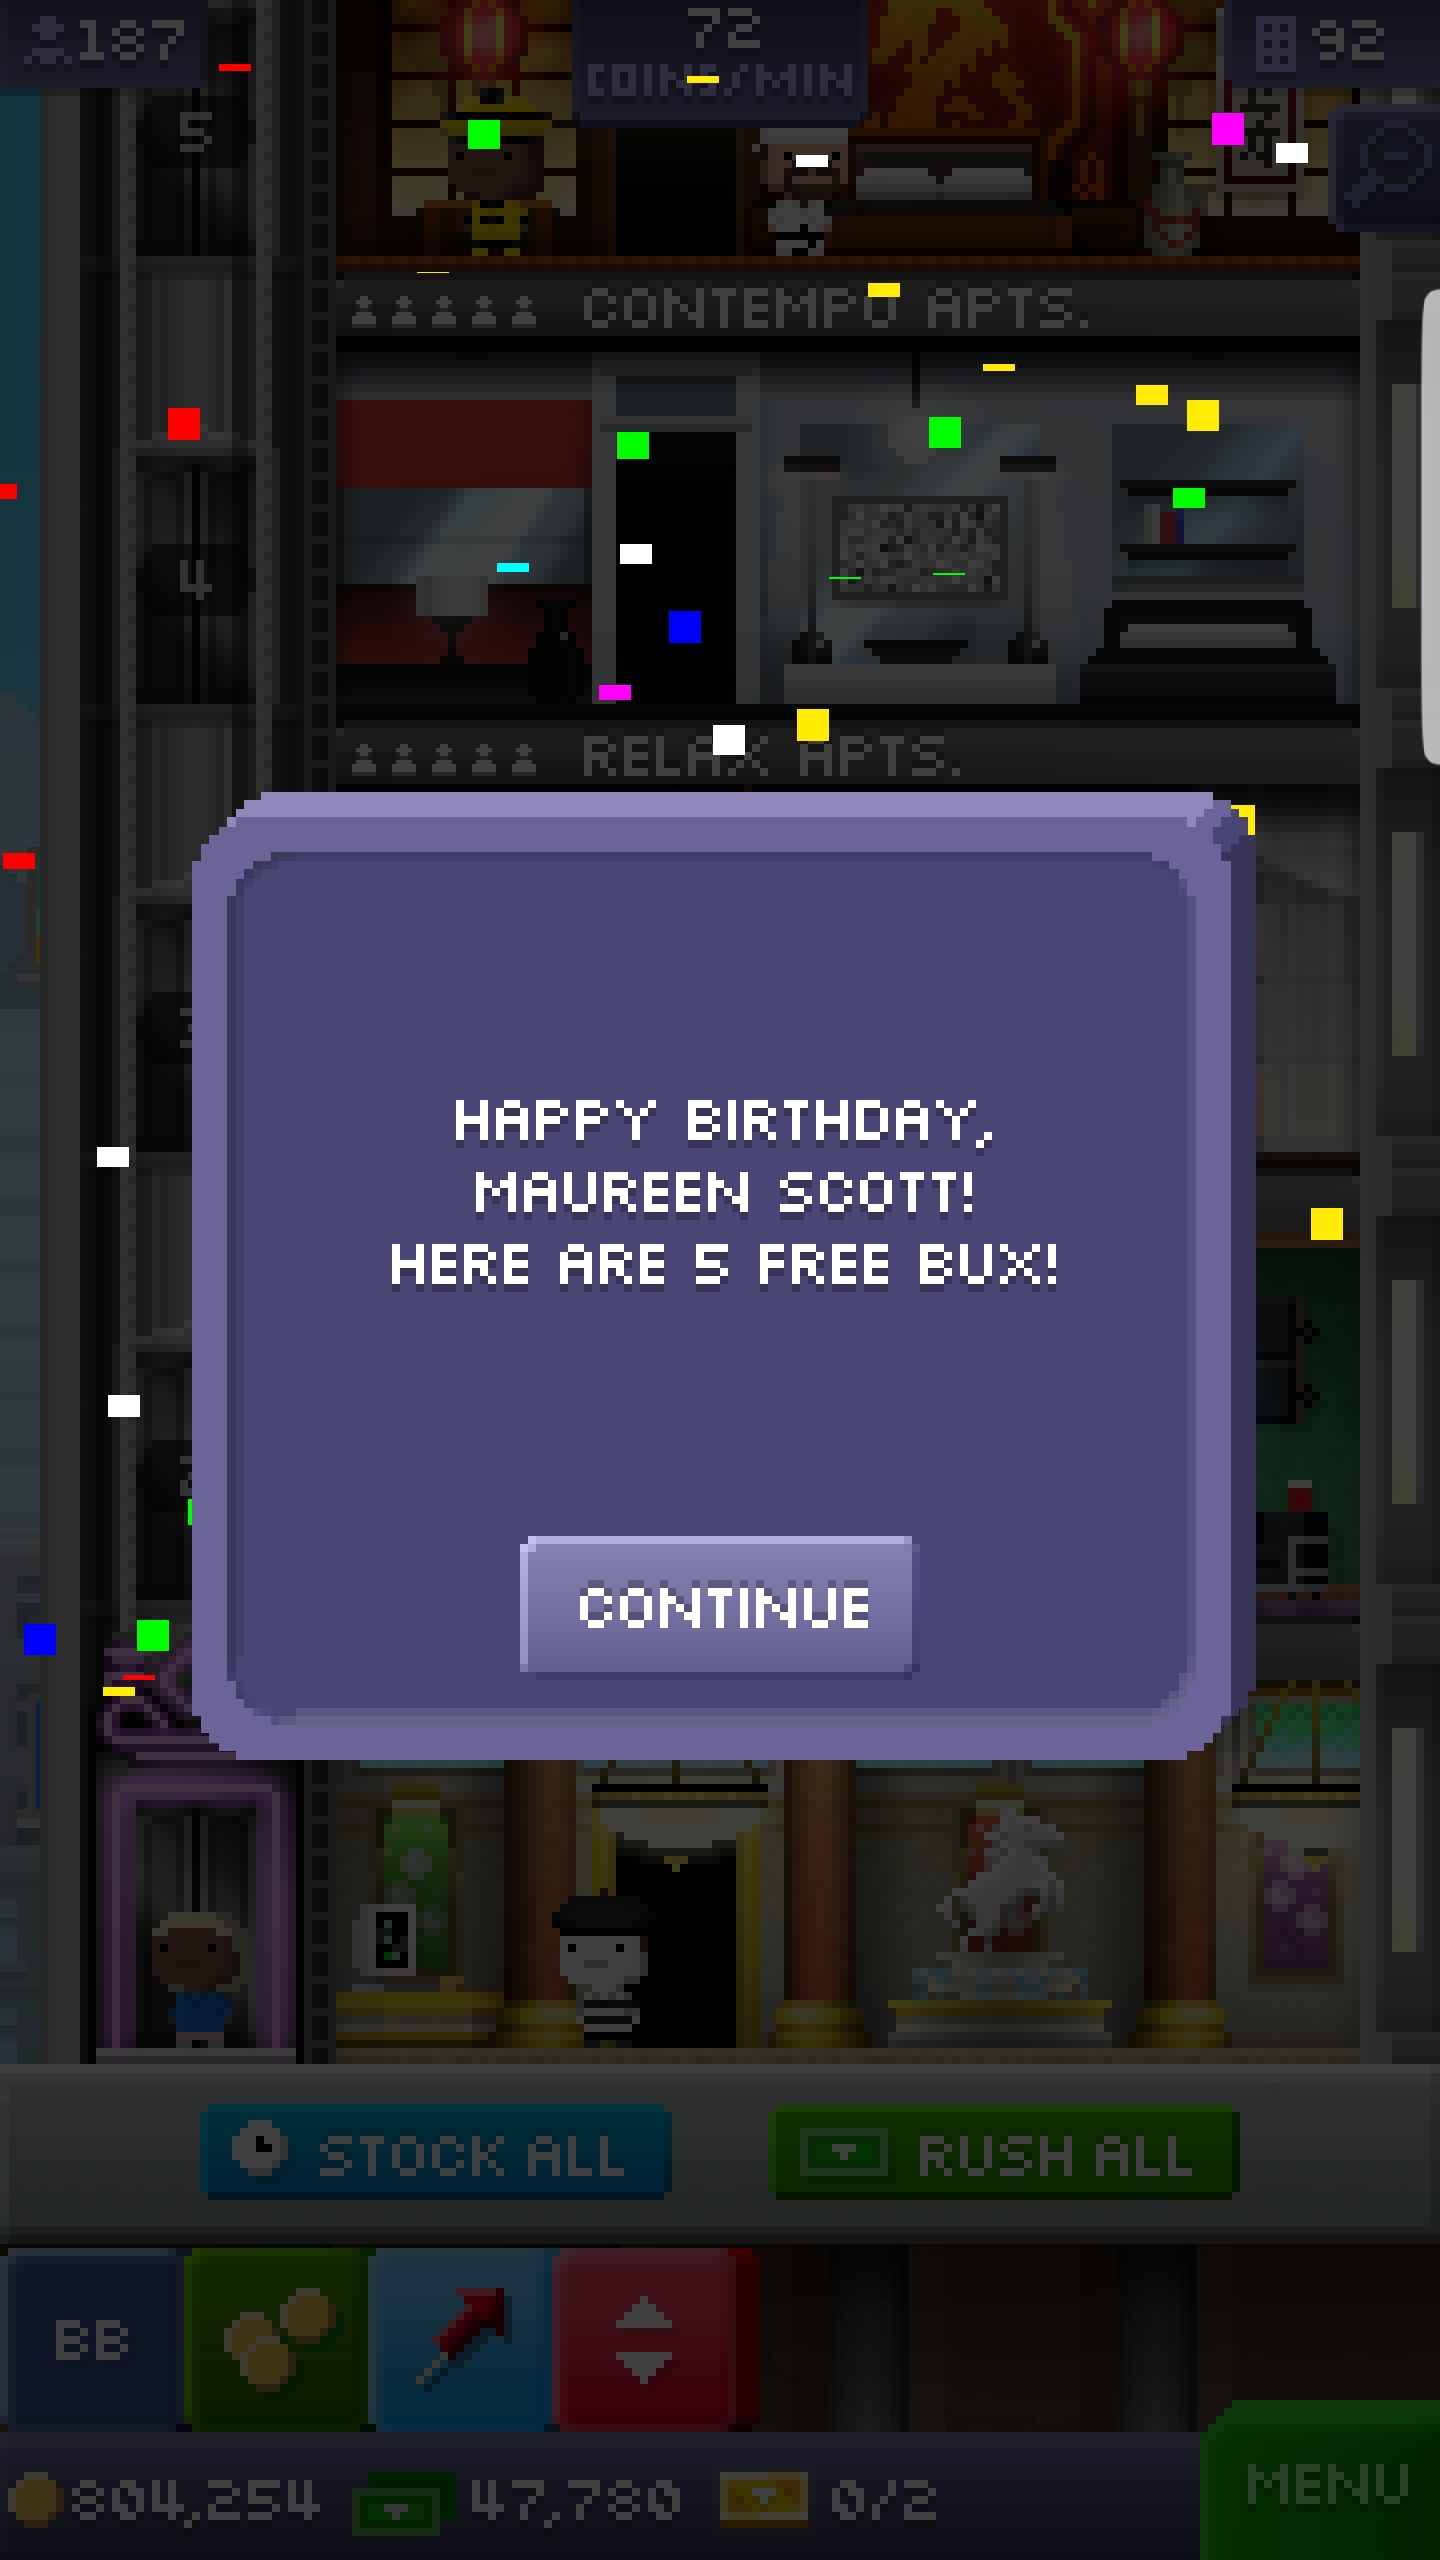 187
72
COINS/MIN
92
5
CONTEMPO APTS.
4
RELAX APTS.
HAPPY BIRTHDAY,
MAUREEN SCOTT!
HERE ARE 5 FREE BUX!
CONTINUE
STOCK ALL
RUSH ALL
BB
804,254
47,780
0/2
MENU